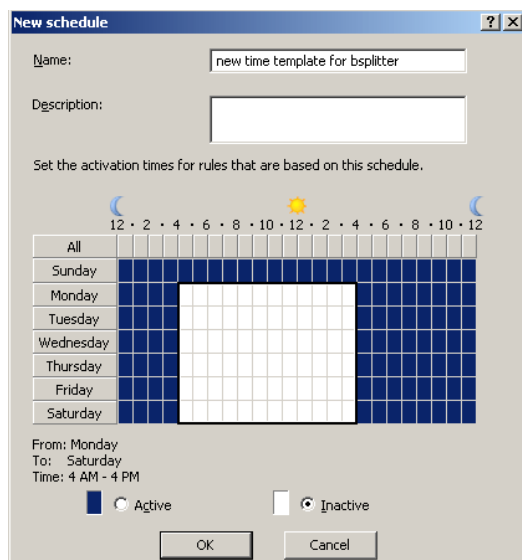 New schedule
Name:
new time template for bsplitter
Description:
Set the activation times for rules that are based on this schedule.
12 · 2 · 4 · 6 · 8 · 10 · 12 · 2 · 4 · 6 · 8 · 10 · 12
All
Sunday
Monday
Tuesday
Wednesday
Thursday
Friday
Saturday
From: Monday
To: Saturday
Time: 4 AM - 4 PM
Active
Inactive
OK
Cancel